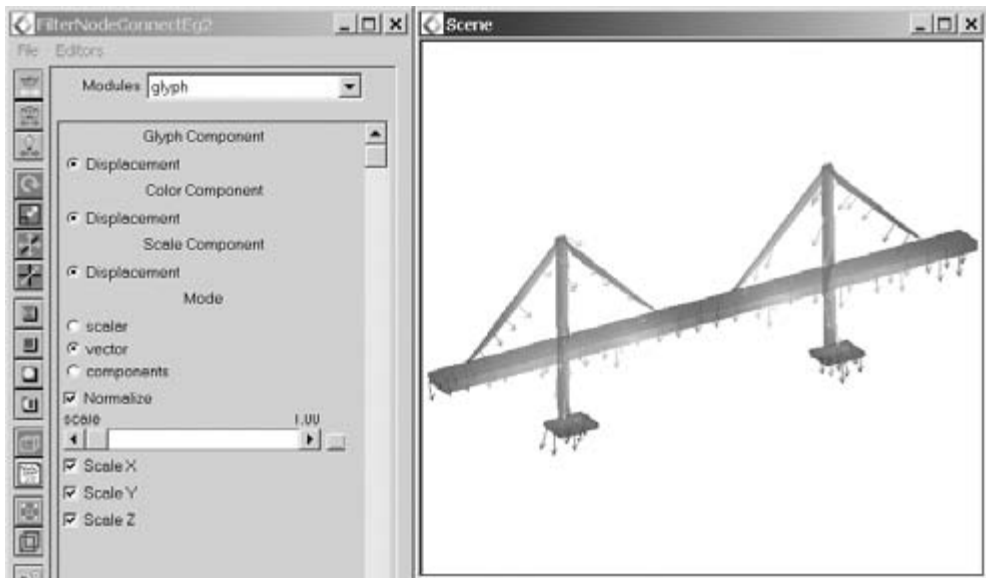 FilterNodeConnectEg2
File Editors
Modules glyph
Glyph Component
Displacement
Color Component
Displacement
Scale Component
Displacement
Mode
scalar
vector
components
Normalize
scale 1.00
Scale X
Scale Y
Scale Z
Scene